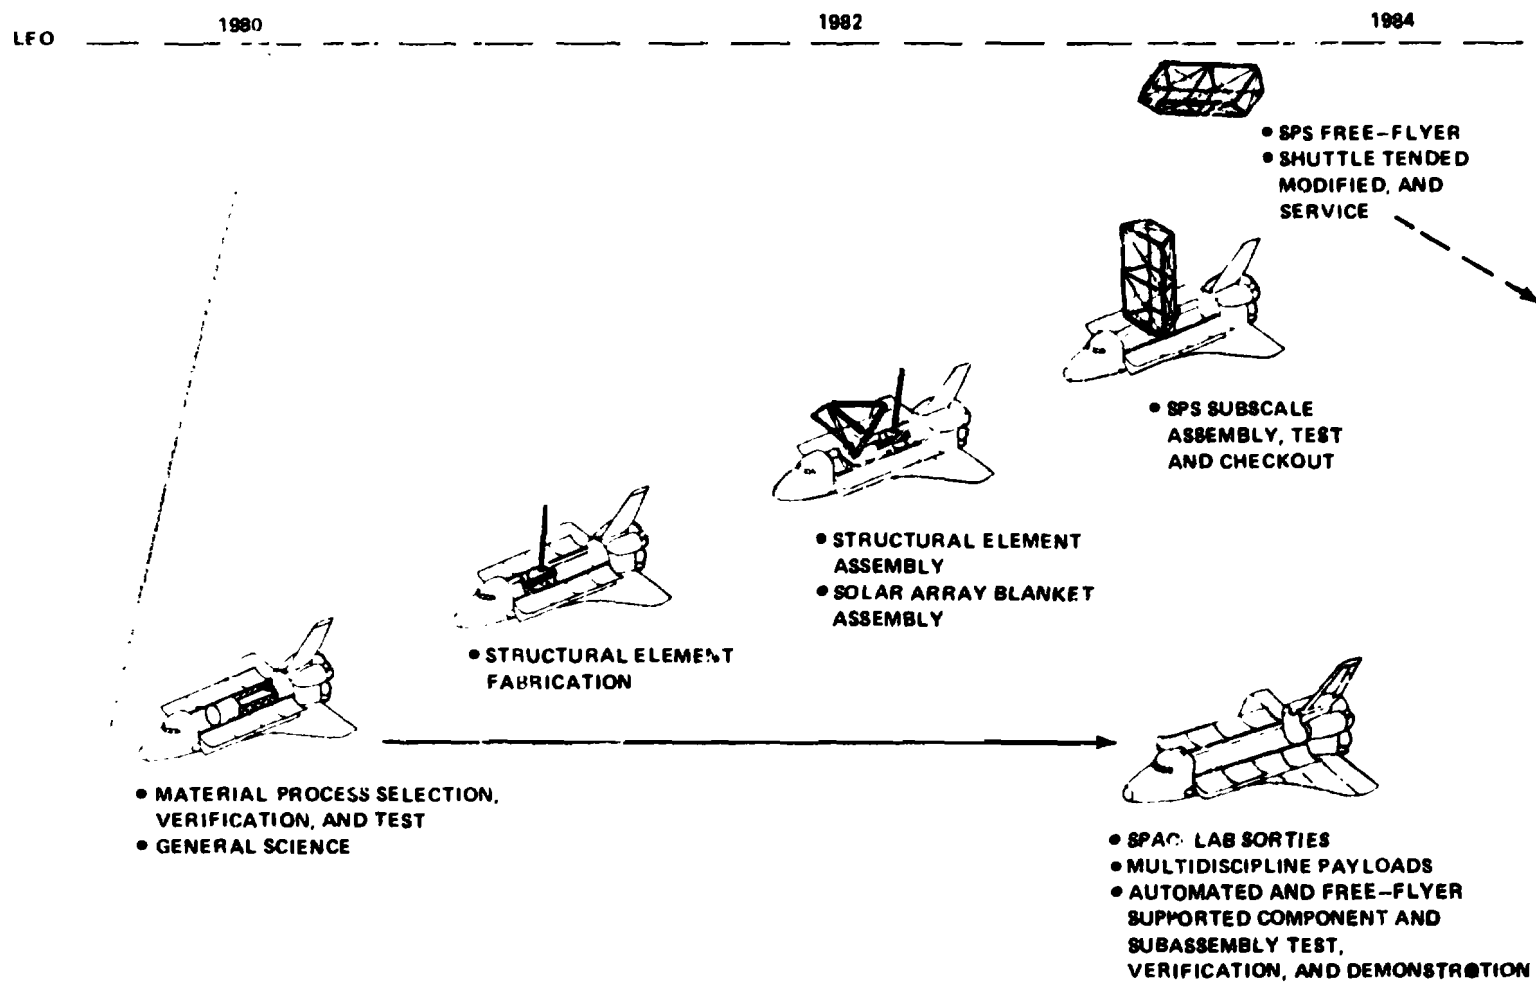 1980 1982 1984
LEO
• SPS FREE-FLYER
• SHUTTLE TENDED
MODIFIED, AND
SERVICE
• SPS SUBSCALE
ASSEMBLY, TEST
AND CHECKOUT
• STRUCTURAL ELEMENT
ASSEMBLY
• SOLAR ARRAY BLANKET
ASSEMBLY
• STRUCTURAL ELEMENT
FABRICATION
• MATERIAL PROCESS SELECTION,
VERIFICATION, AND TEST
• GENERAL SCIENCE
• SPAC LAB SORTIES
• MULTIDISCIPLINE PAYLOADS
• AUTOMATED AND FREE-FLYER
SUPPORTED COMPONENT AND
SUBASSEMBLY TEST,
VERIFICATION, AND DEMONSTRATION